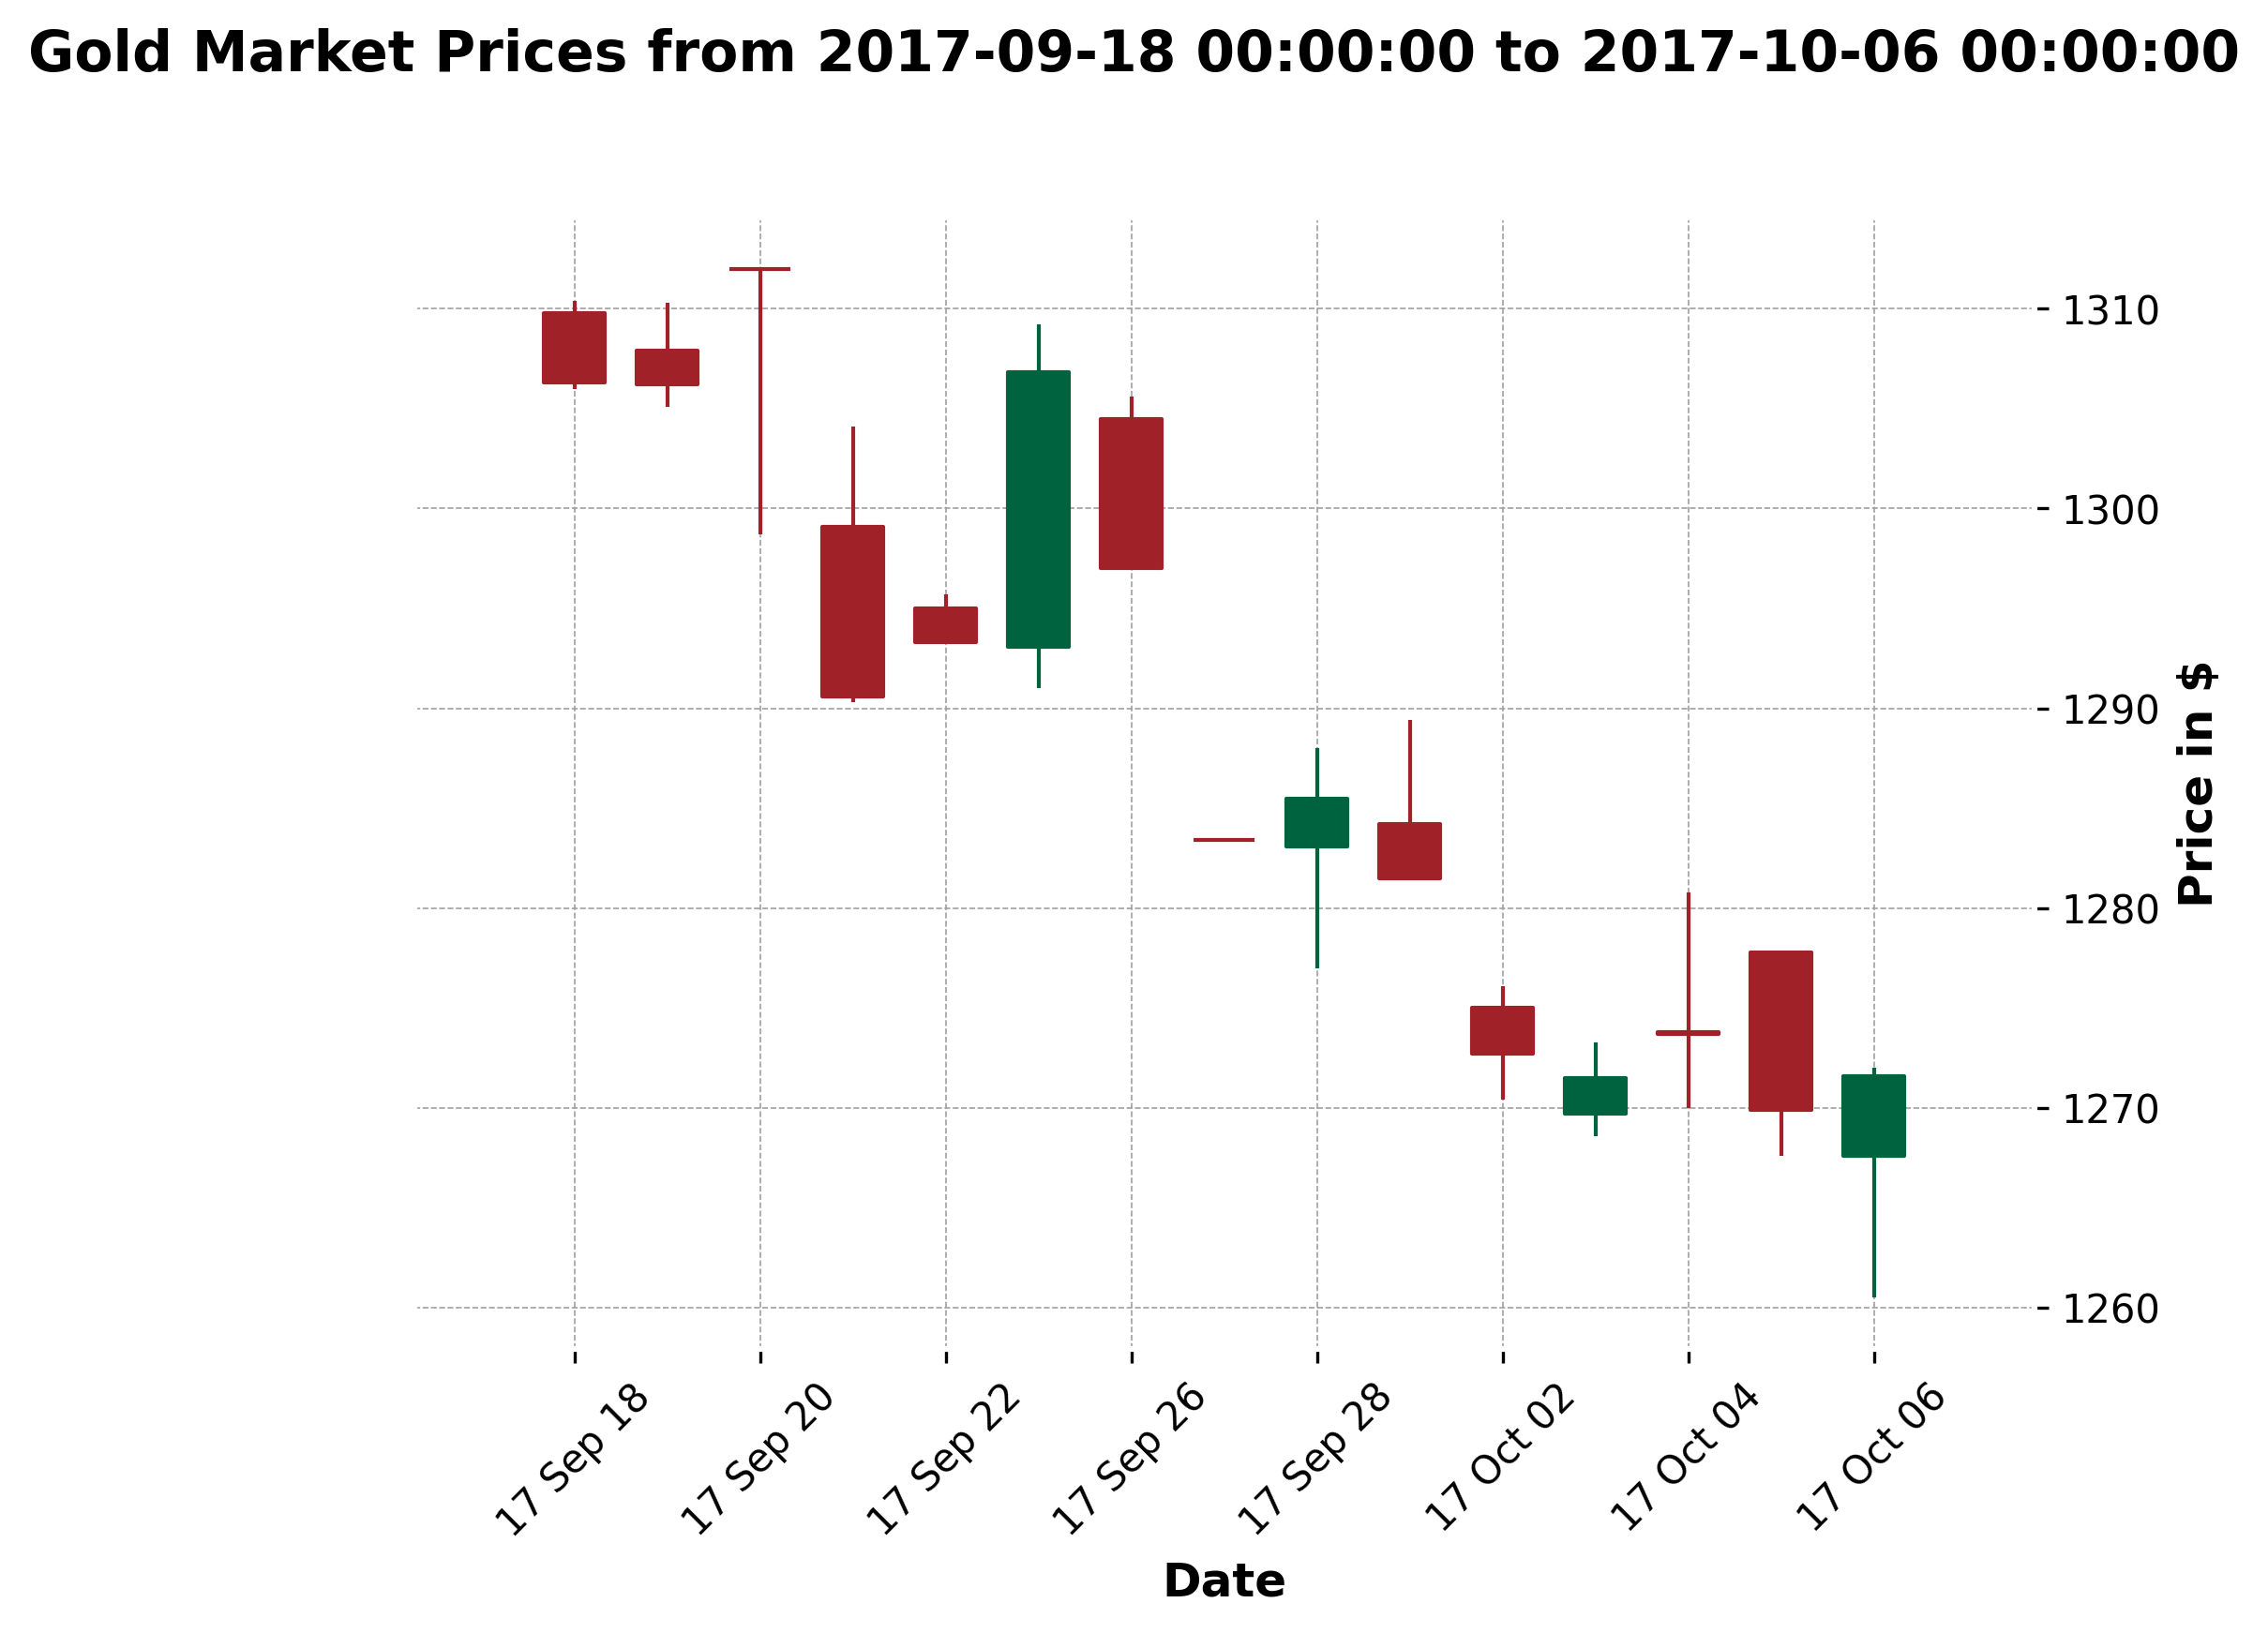 Gold Market Prices from 2017-09-18 00:00:00 to 2017-10-06 00:00:00
1310
1300
1290
1280
1270
1260
Price in $
17 Sep 18
17 Sep 20
17 Sep 22
17 Sep 26
17 Sep 28
17 Oct 02
17 Oct 04
17 Oct 06
Date